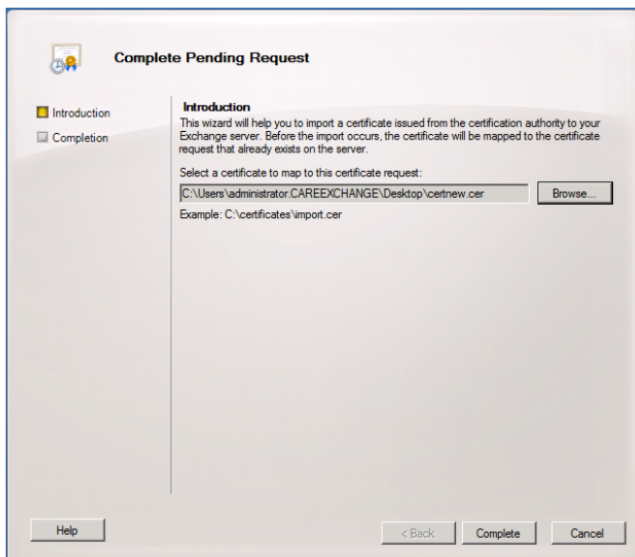 Complete Pending Request
Introduction
Completion
Introduction
This wizard will help you to import a certificate issued from the certification authority to your
Exchange server. Before the import occurs, the certificate will be mapped to the certificate
request that already exists on the server.
Select a certificate to map to this certificate request:
C:\Users\administrator.CAREEXCHANGE\Desktop\certnew.cer
Browse...
Example: C:\certificates\import.cer
Help
< Back
Complete
Cancel